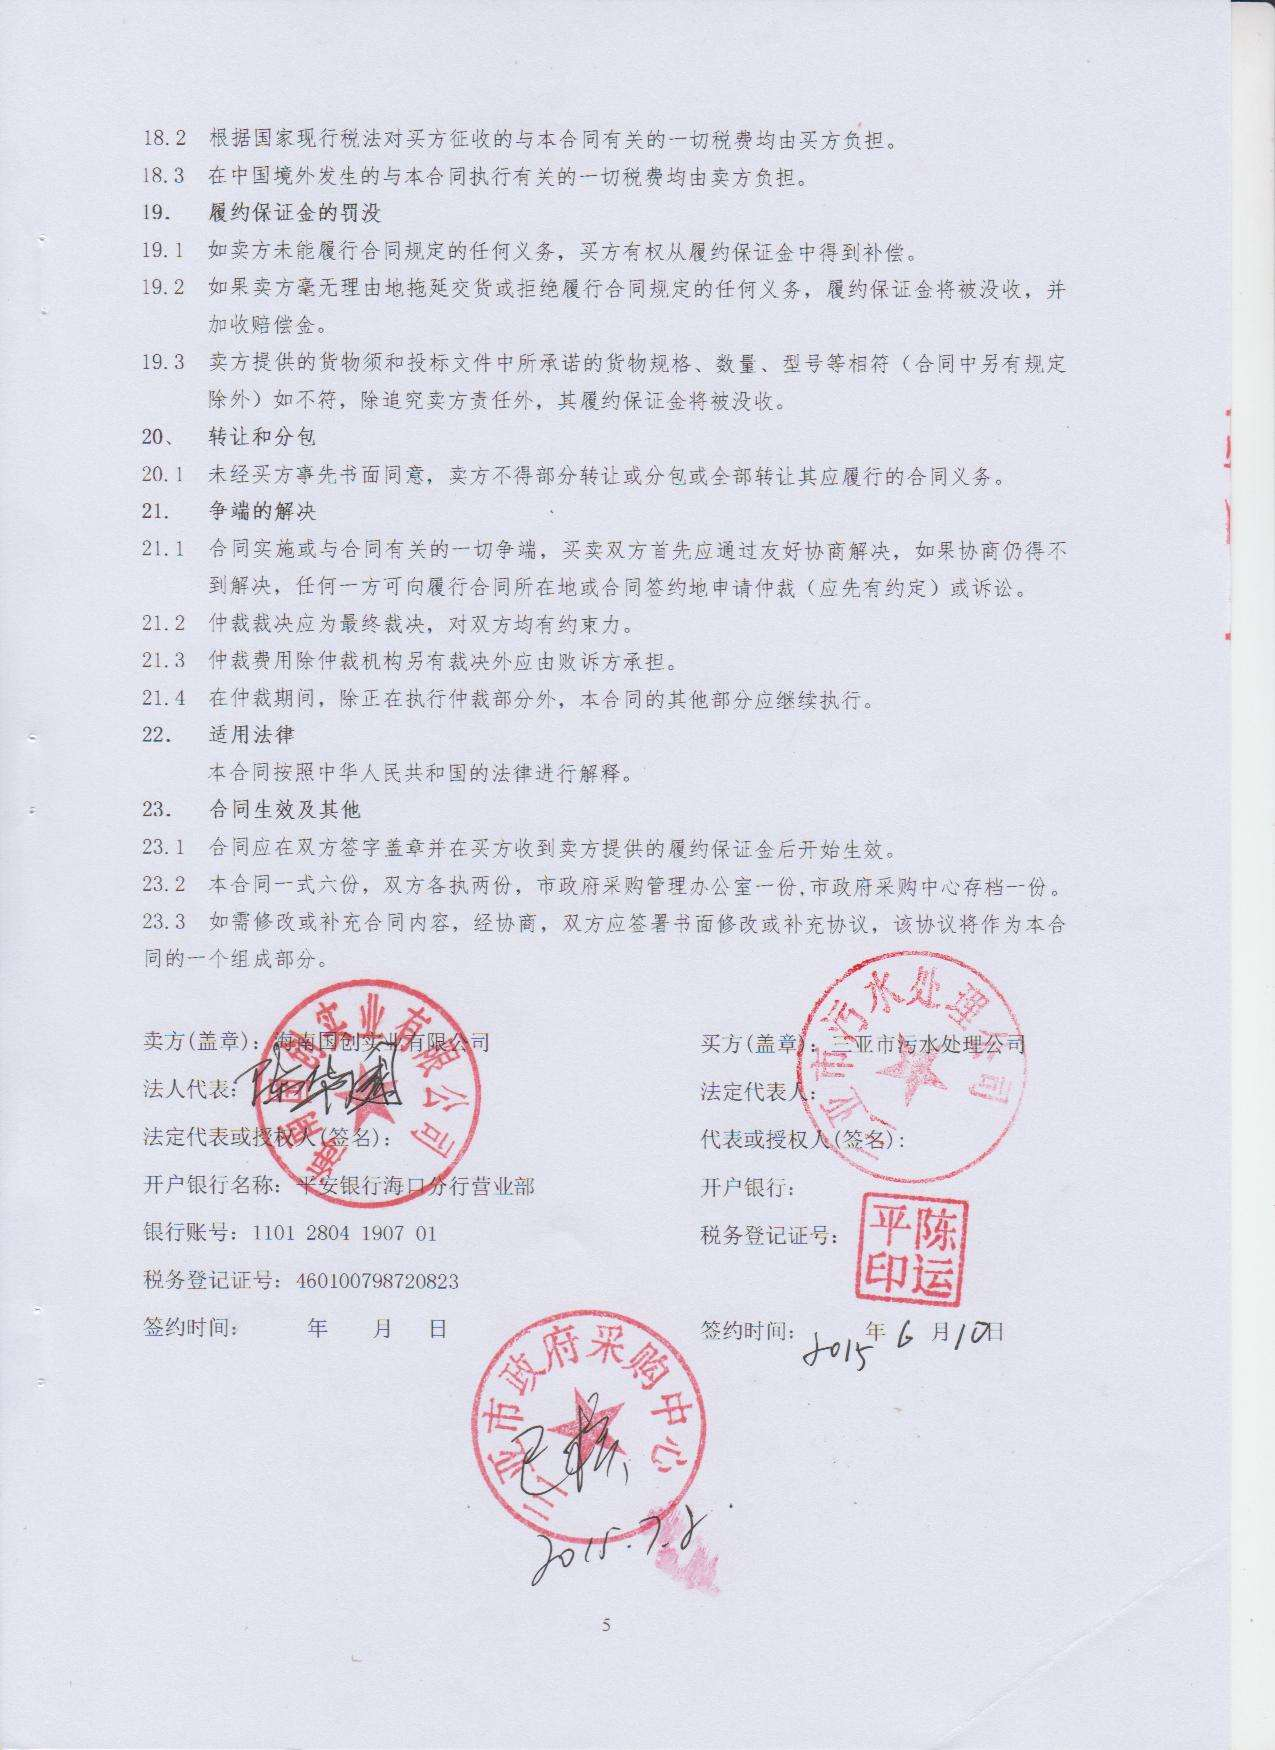 18.2 根据国家现行税法对买方征收的与本合同有关的一切税费均由买方负担。
18.3 在中国境外发生的与本合同执行有关的一切税费均由卖方负担。
19. 履约保证金的罚没
19.1 如卖方未能履行合同规定的任何义务，买方有权从履约保证金中得到补偿。
19.2 如果卖方毫无理由地拖延交货或拒绝履行合同规定的任何义务，履约保证金将被没收，并
加收赔偿金。
19.3 卖方提供的货物须和投标文件中所承诺的货物规格、数量、型号等相符（合同中另有规定
除外）如不符，除追究卖方责任外，其履约保证金将被没收。
20、 转让和分包
20.1 未经买方事先书面同意，卖方不得部分转让或分包或全部转让其应履行的合同义务。
21. 争端的解决
21.1 合同实施或与合同有关的一切争端，买卖双方首先应通过友好协商解决，如果协商仍得不
到解决，任何一方可向履行合同所在地或合同签约地申请仲裁（应先有约定）或诉讼。
21.2 仲裁裁决应为最终裁决，对双方均有约束力。
21.3 仲裁费用除仲裁机构另有裁决外应由败诉方承担。
21.4 在仲裁期间，除正在执行仲裁部分外，本合同的其他部分应继续执行。
22. 适用法律
本合同按照中华人民共和国的法律进行解释。
23. 合同生效及其他
23.1 合同应在双方签字盖章并在买方收到卖方提供的履约保证金后开始生效。
23.2 本合同一式六份，双方各执两份，市政府采购管理办公室一份,市政府采购中心存档一份。
23.3 如需修改或补充合同内容，经协商，双方应签署书面修改或补充协议，该协议将作为本合
同的一个组成部分。
卖方(盖章)：海南国创实业有限公司
法人代表:
法定代表或授权人(签名):
开户银行名称：平安银行海口分行营业部
银行账号：1101 2804 1907 01
税务登记证号：460100798720823
签约时间: 年 月 日
海南国创实业有限公司
买方(盖章)：三亚市污水处理公司
法定代表人:
代表或授权人(签名):
开户银行:
税务登记证号:
签约时间: 2015 年 6 月 10 日
三亚市污水处理公司
陈运平印
三亚市政府采购中心
2015.7.2
5